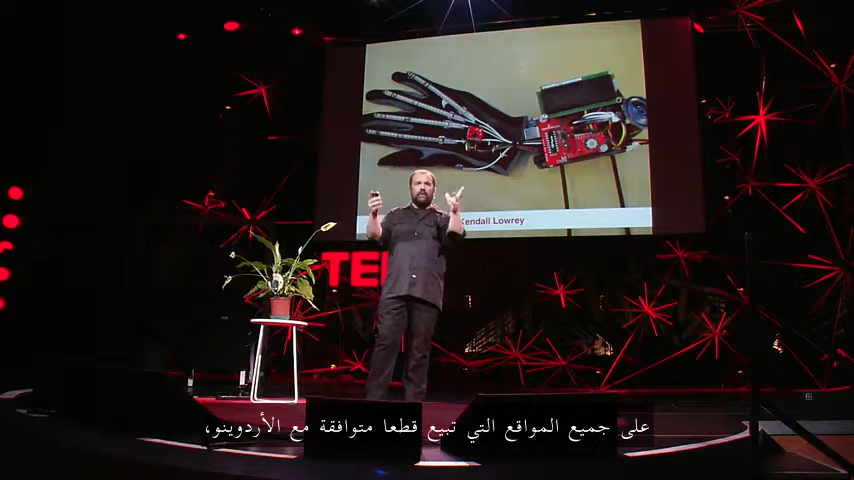 Kendall Lowrey
TED
على جميع المواقع التي تبيع قطعا متوافقة مع الأردوينو،